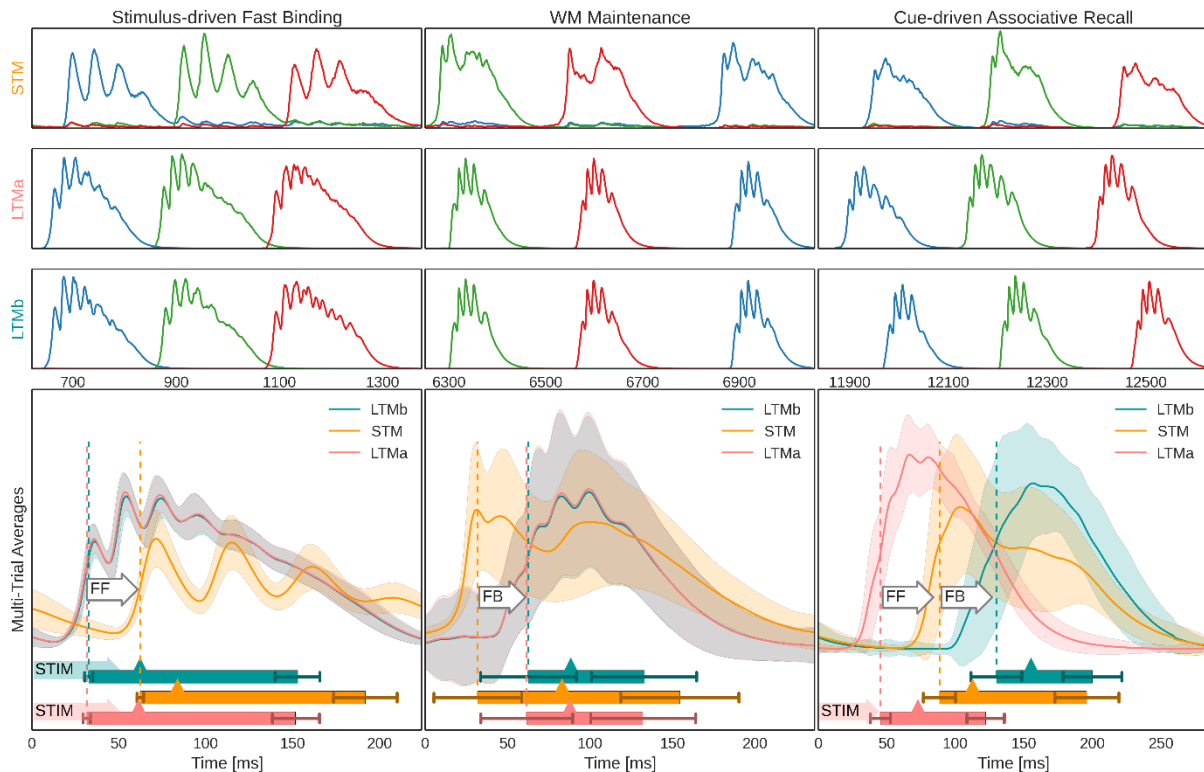 Stimulus-driven Fast Binding
WM Maintenance
Cue-driven Associative Recall
STM
LTMa
LTMb
700 900 1100 1300
6300 6500 6700 6900
11900 12100 12300 12500
Multi-Trial Averages
LTMb
STM
LTMa
FF
STIM
STIM
0 50 100 150 200
Time [ms]
LTMb
STM
LTMa
FB
0 50 100 150 200
Time [ms]
LTMb
STM
LTMa
FF
FB
STIM
0 50 100 150 200 250
Time [ms]